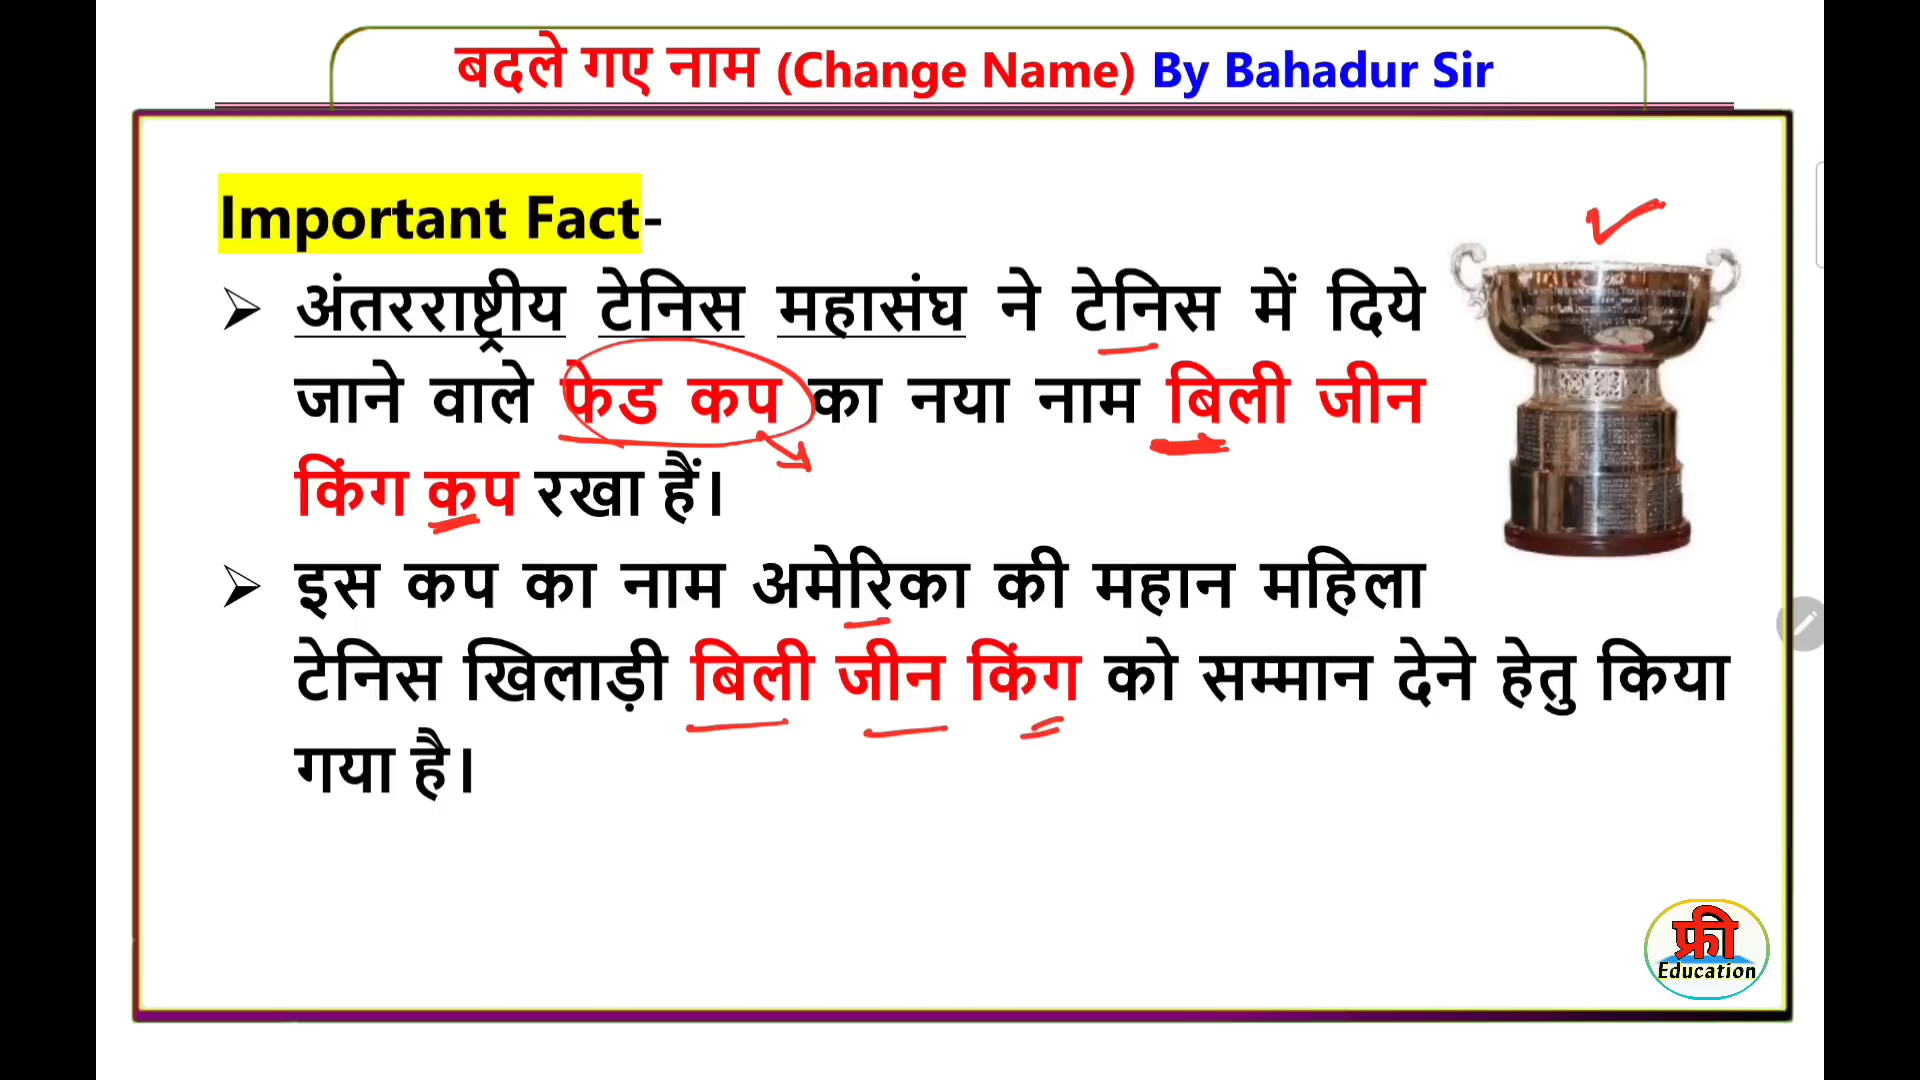 बदले गए नाम (Change Name) By Bahadur Sir
Important Fact-
➢ अंतरराष्ट्रीय टेनिस महासंघ ने टेनिस में दिये
जाने वाले फेड कप का नया नाम बिली जीन
किंग कप रखा हैं।
➢ इस कप का नाम अमेरिका की महान महिला
टेनिस खिलाड़ी बिली जीन किंग को सम्मान देने हेतु किया
गया है।
फ्री
Education